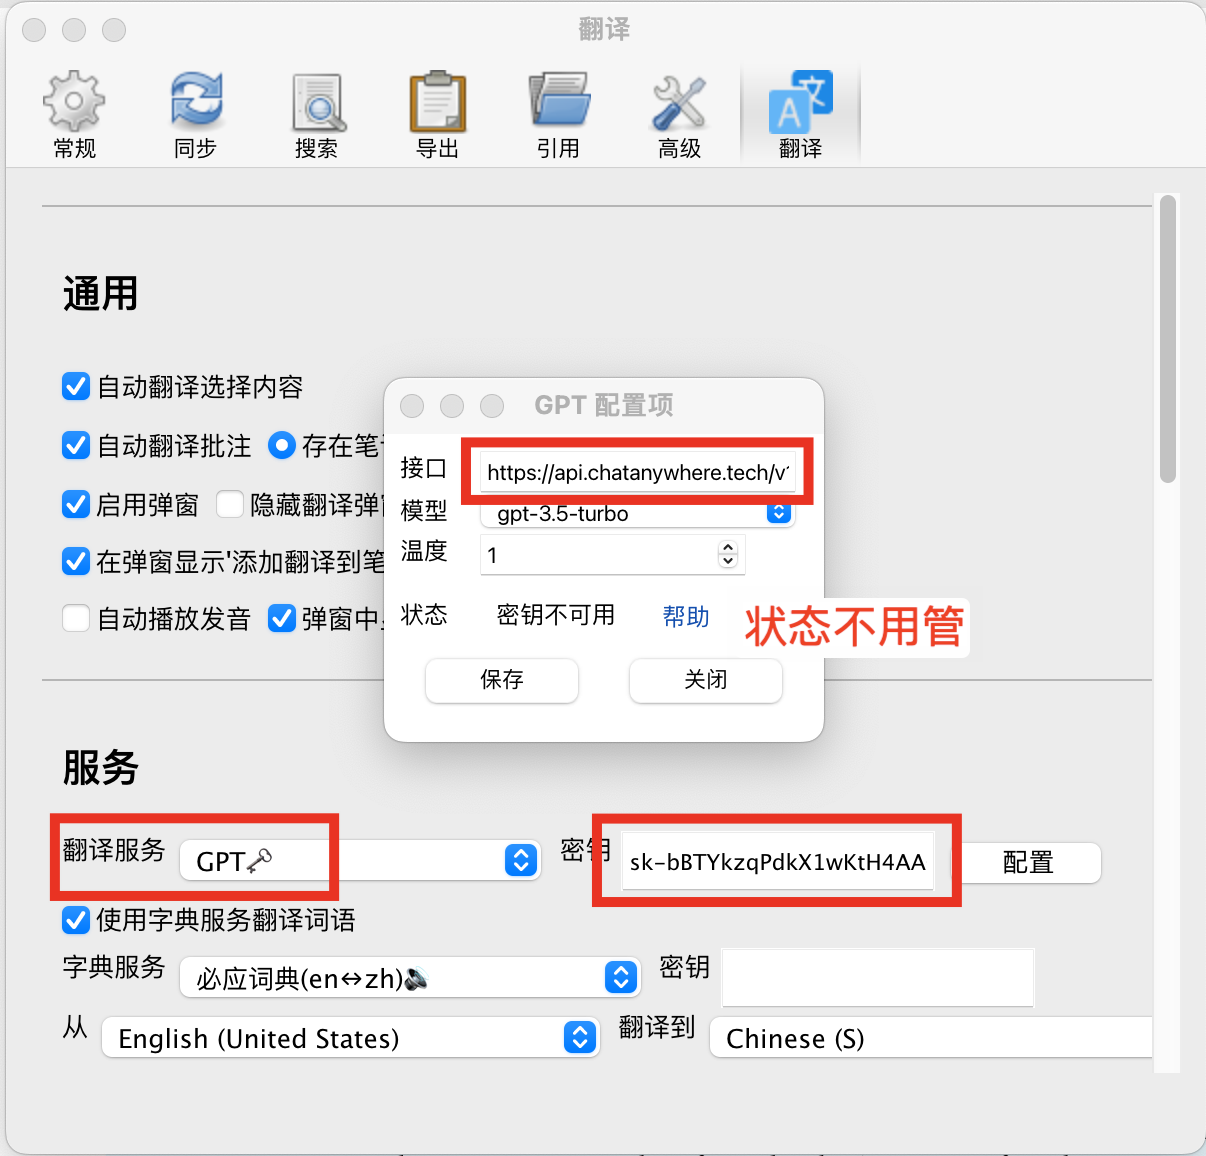 翻译
常规 同步 搜索 导出 引用 高级 翻译
通用
自动翻译选择内容
自动翻译批注 存在笔
启用弹窗 隐藏翻译弹
在弹窗显示'添加翻译到笔
自动播放发音 弹窗中
GPT 配置项
接口 https://api.chatanywhere.tech/v
模型 gpt-3.5-turbo
温度 1
状态 密钥不可用 帮助
状态不用管
保存 关闭
服务
翻译服务 GPT 密钥 sk-bBTYkzqPdkX1wKtH4AA 配置
使用字典服务翻译词语
字典服务 必应词典(en↔zh) 密钥
从 English (United States) 翻译到 Chinese (S)